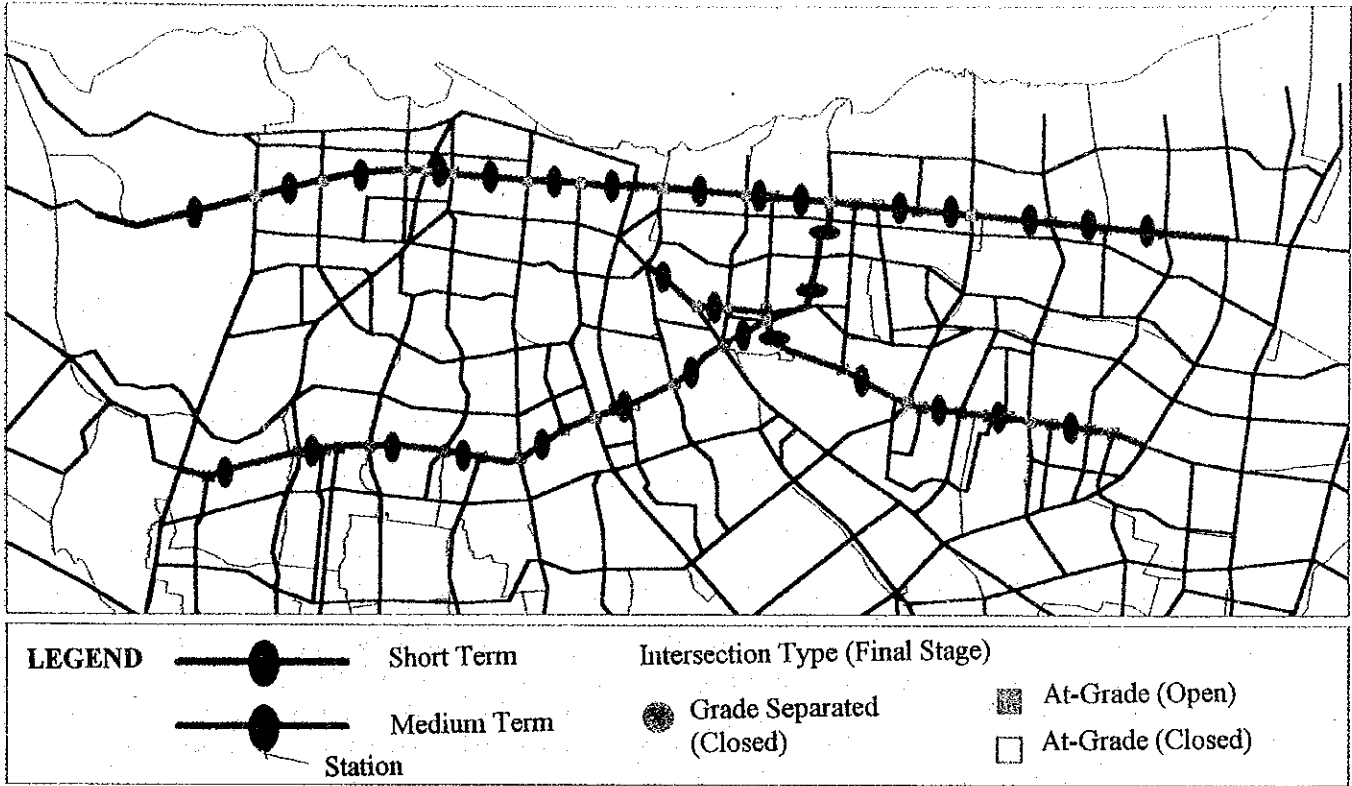 LEGEND
Short Term
Medium Term
Station
Intersection Type (Final Stage)
Grade Separated
(Closed)
At-Grade (Open)
At-Grade (Closed)